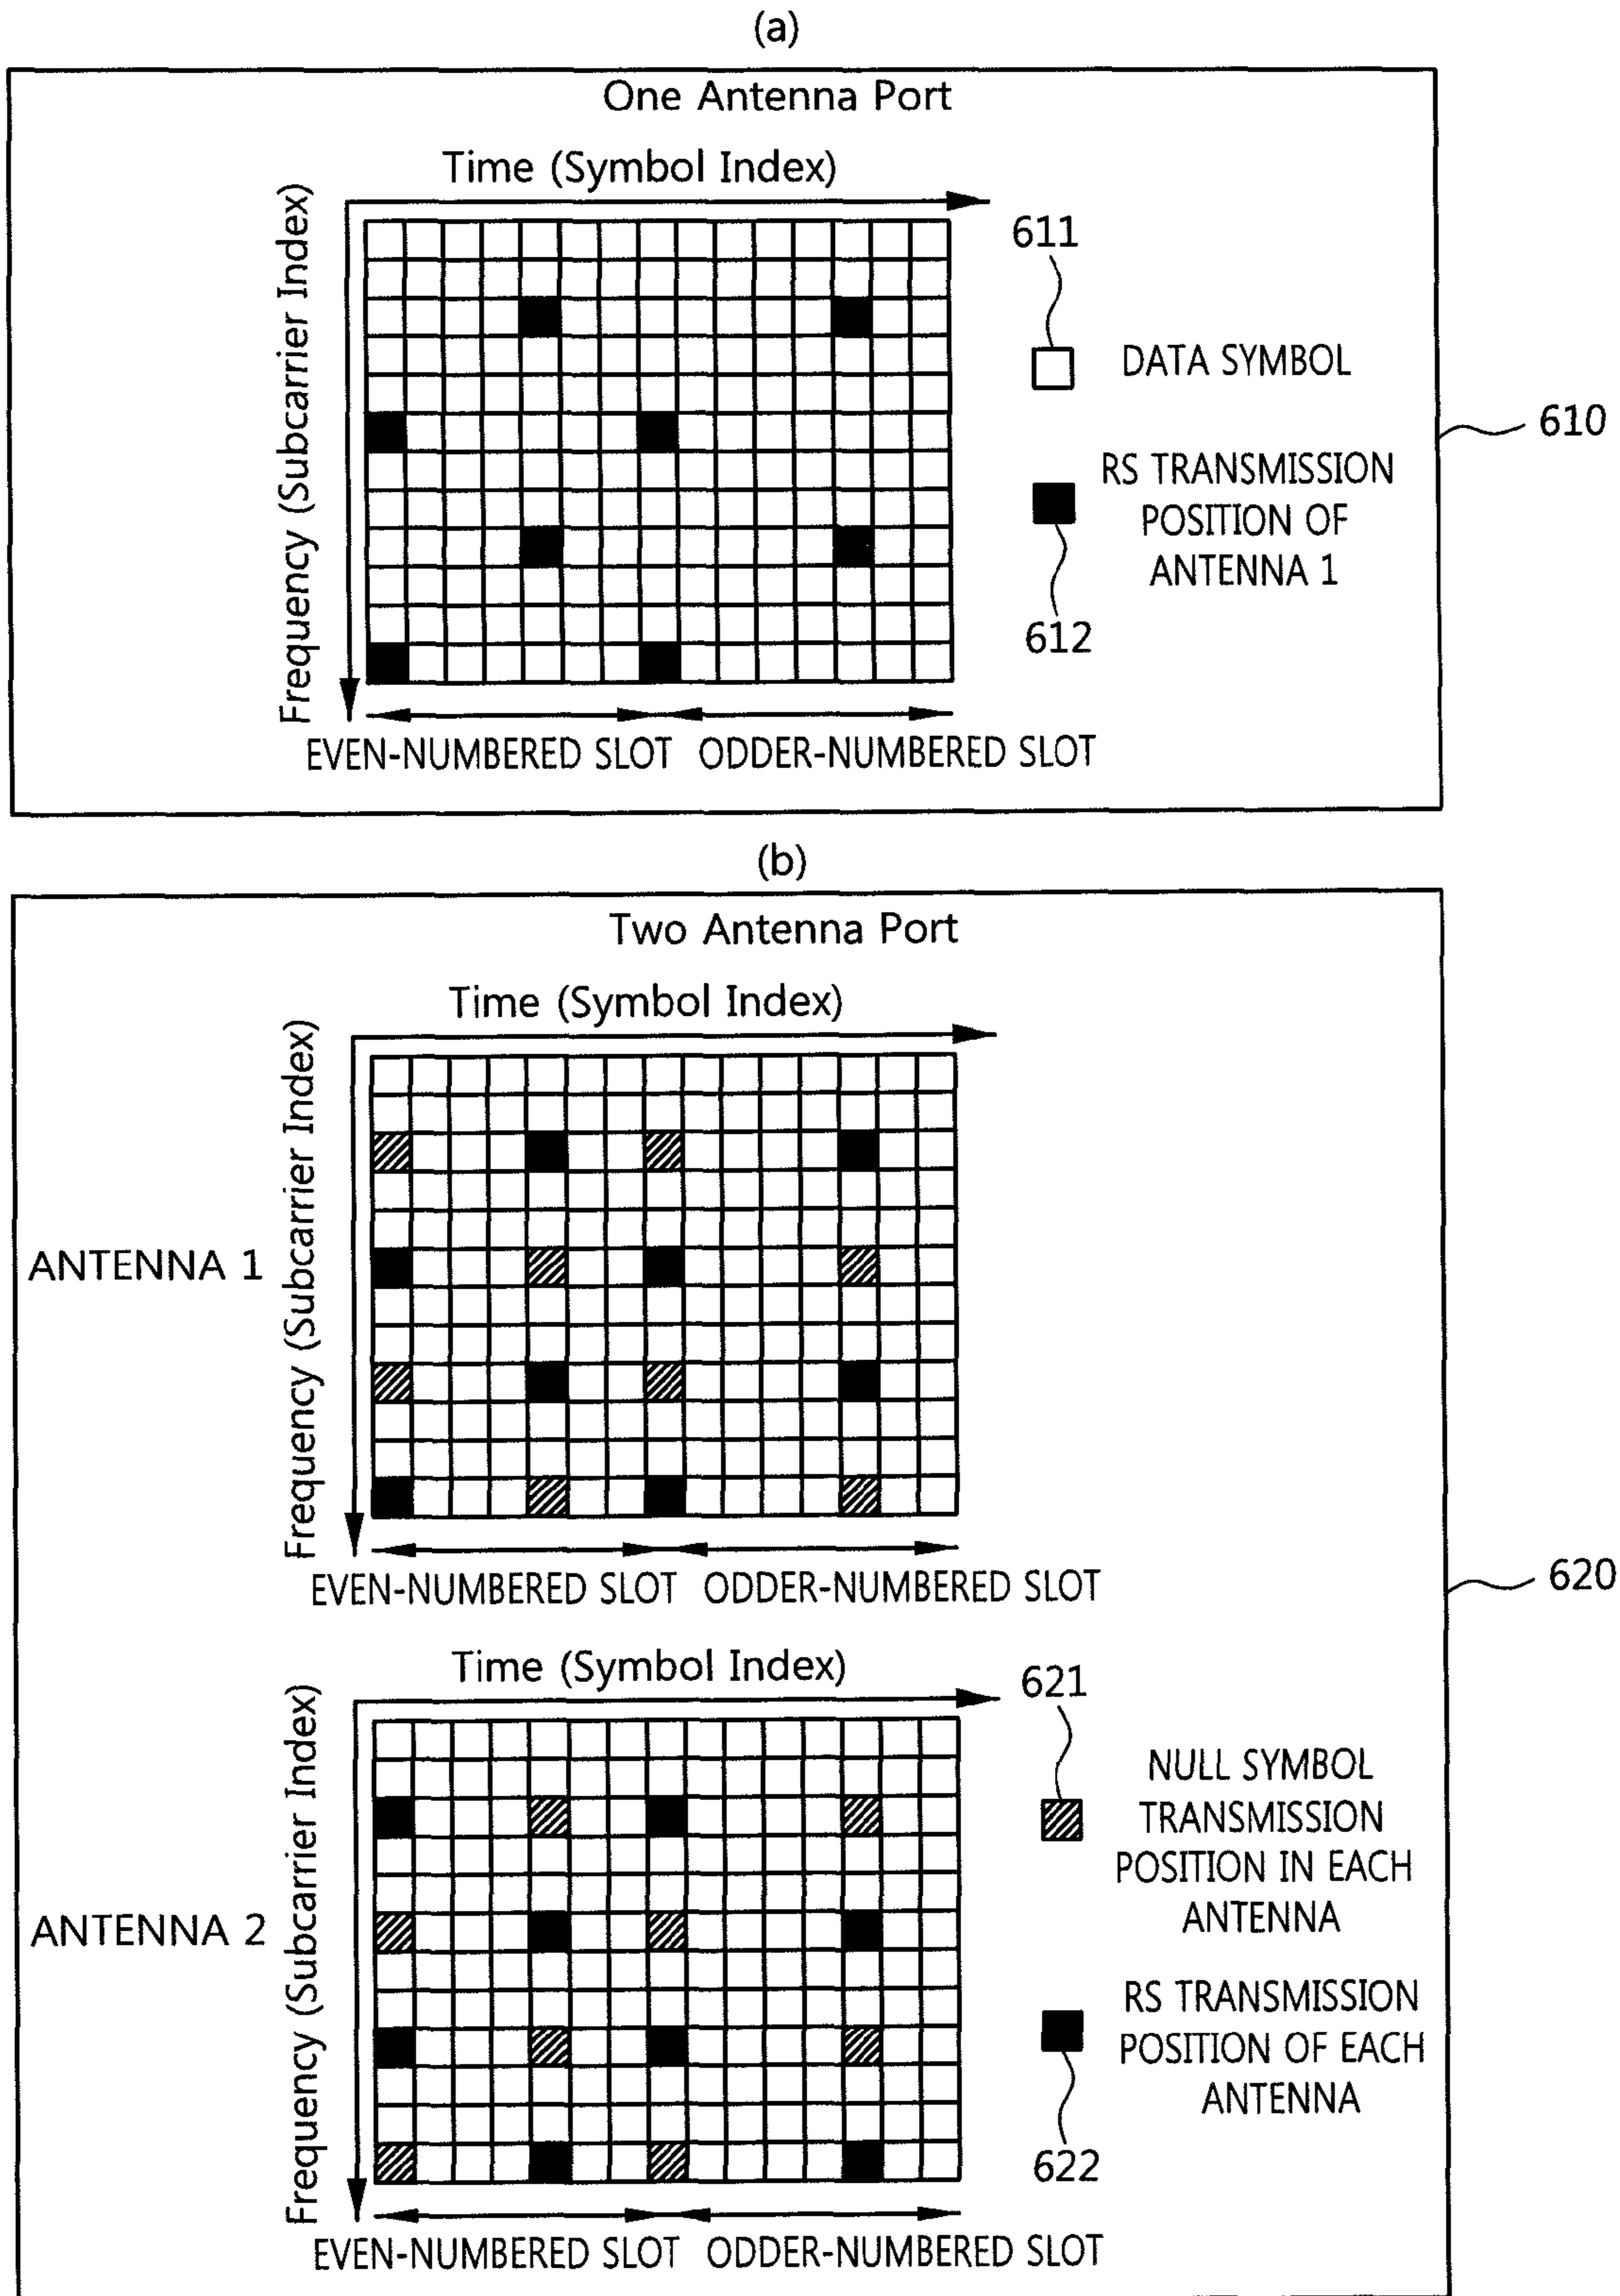 (a)
One Antenna Port
Time (Symbol Index)
Frequency (Subcarrier Index)
611
DATA SYMBOL
RS TRANSMISSION
POSITION OF
ANTENNA 1
612
610
EVEN-NUMBERED SLOT ODDER-NUMBERED SLOT
(b)
Two Antenna Port
Time (Symbol Index)
Frequency (Subcarrier Index)
ANTENNA 1
EVEN-NUMBERED SLOT ODDER-NUMBERED SLOT
620
Time (Symbol Index)
Frequency (Subcarrier Index)
ANTENNA 2
621
NULL SYMBOL
TRANSMISSION
POSITION IN EACH
ANTENNA
RS TRANSMISSION
POSITION OF EACH
ANTENNA
622
EVEN-NUMBERED SLOT ODDER-NUMBERED SLOT